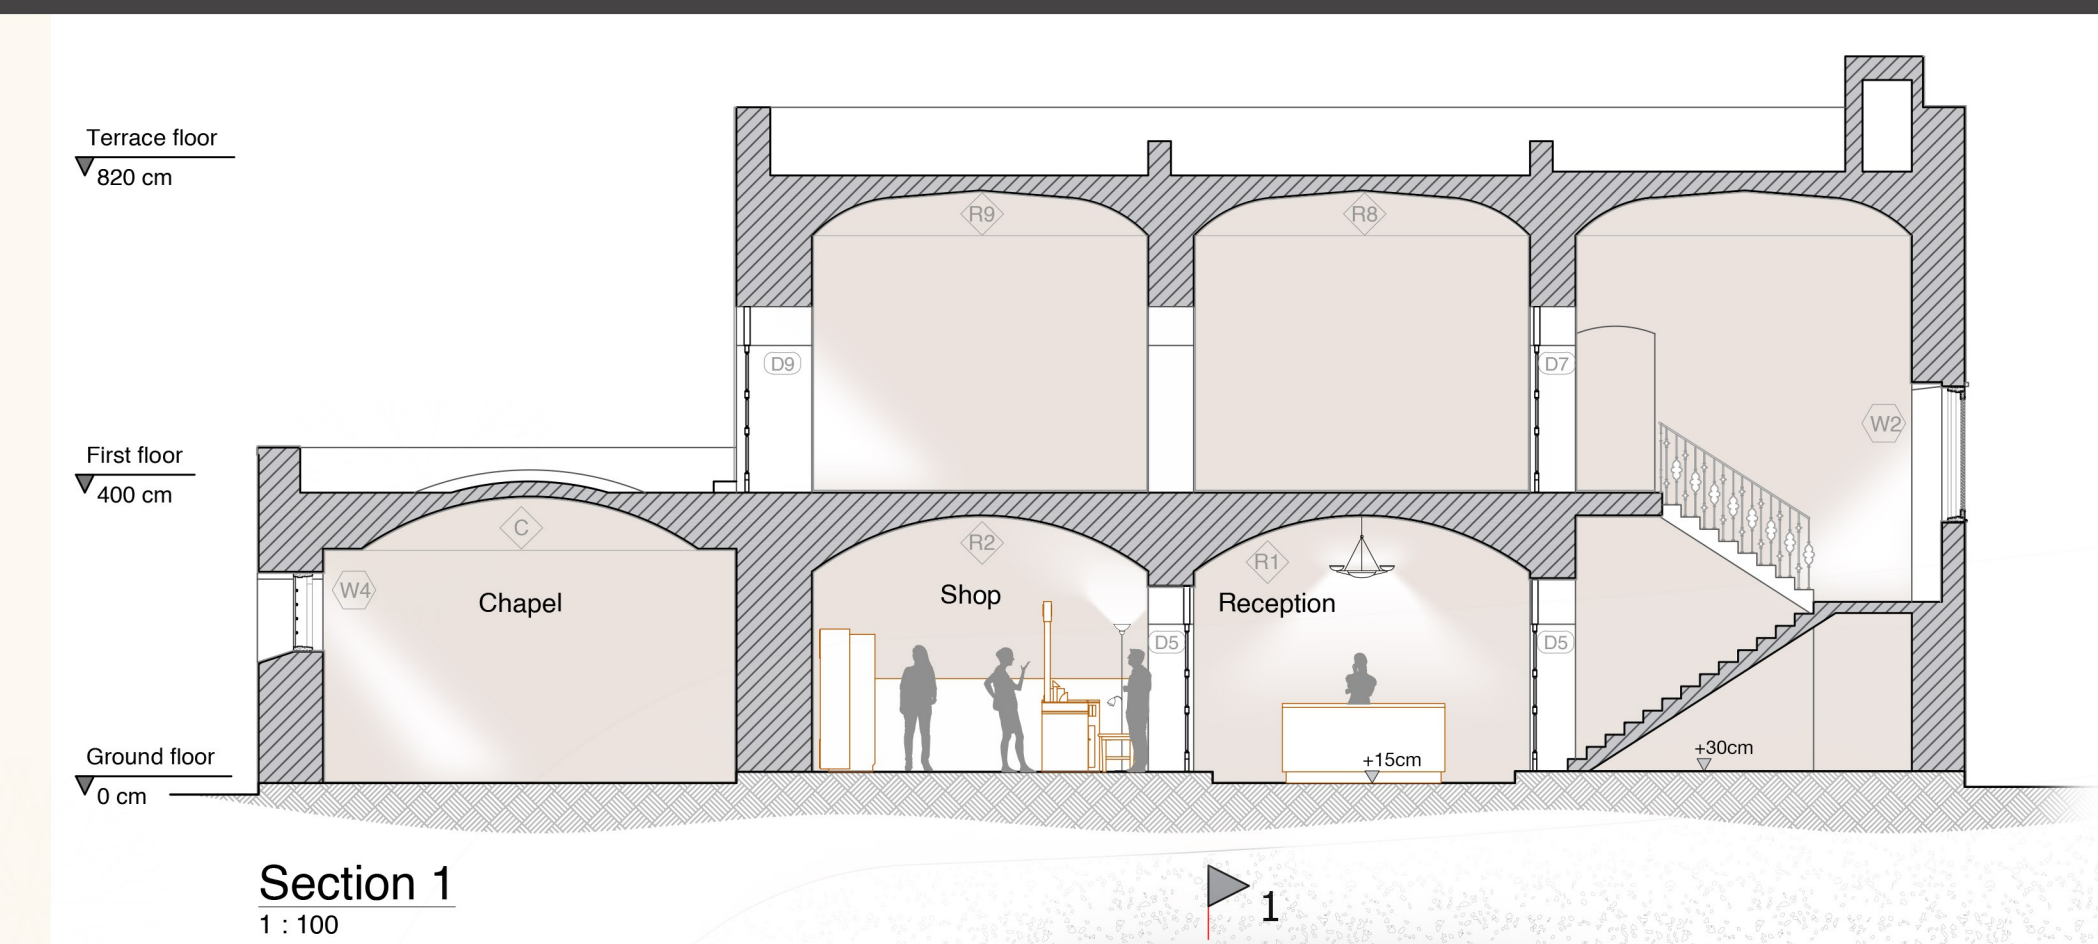 Terrace floor
820 cm
R9
R8
D9
D7
W2
First floor
400 cm
C
R2
R1
W4
Chapel
Shop
Reception
D5
D5
Ground floor
0 cm
+15cm
+30cm
Section 1
1 : 100
1